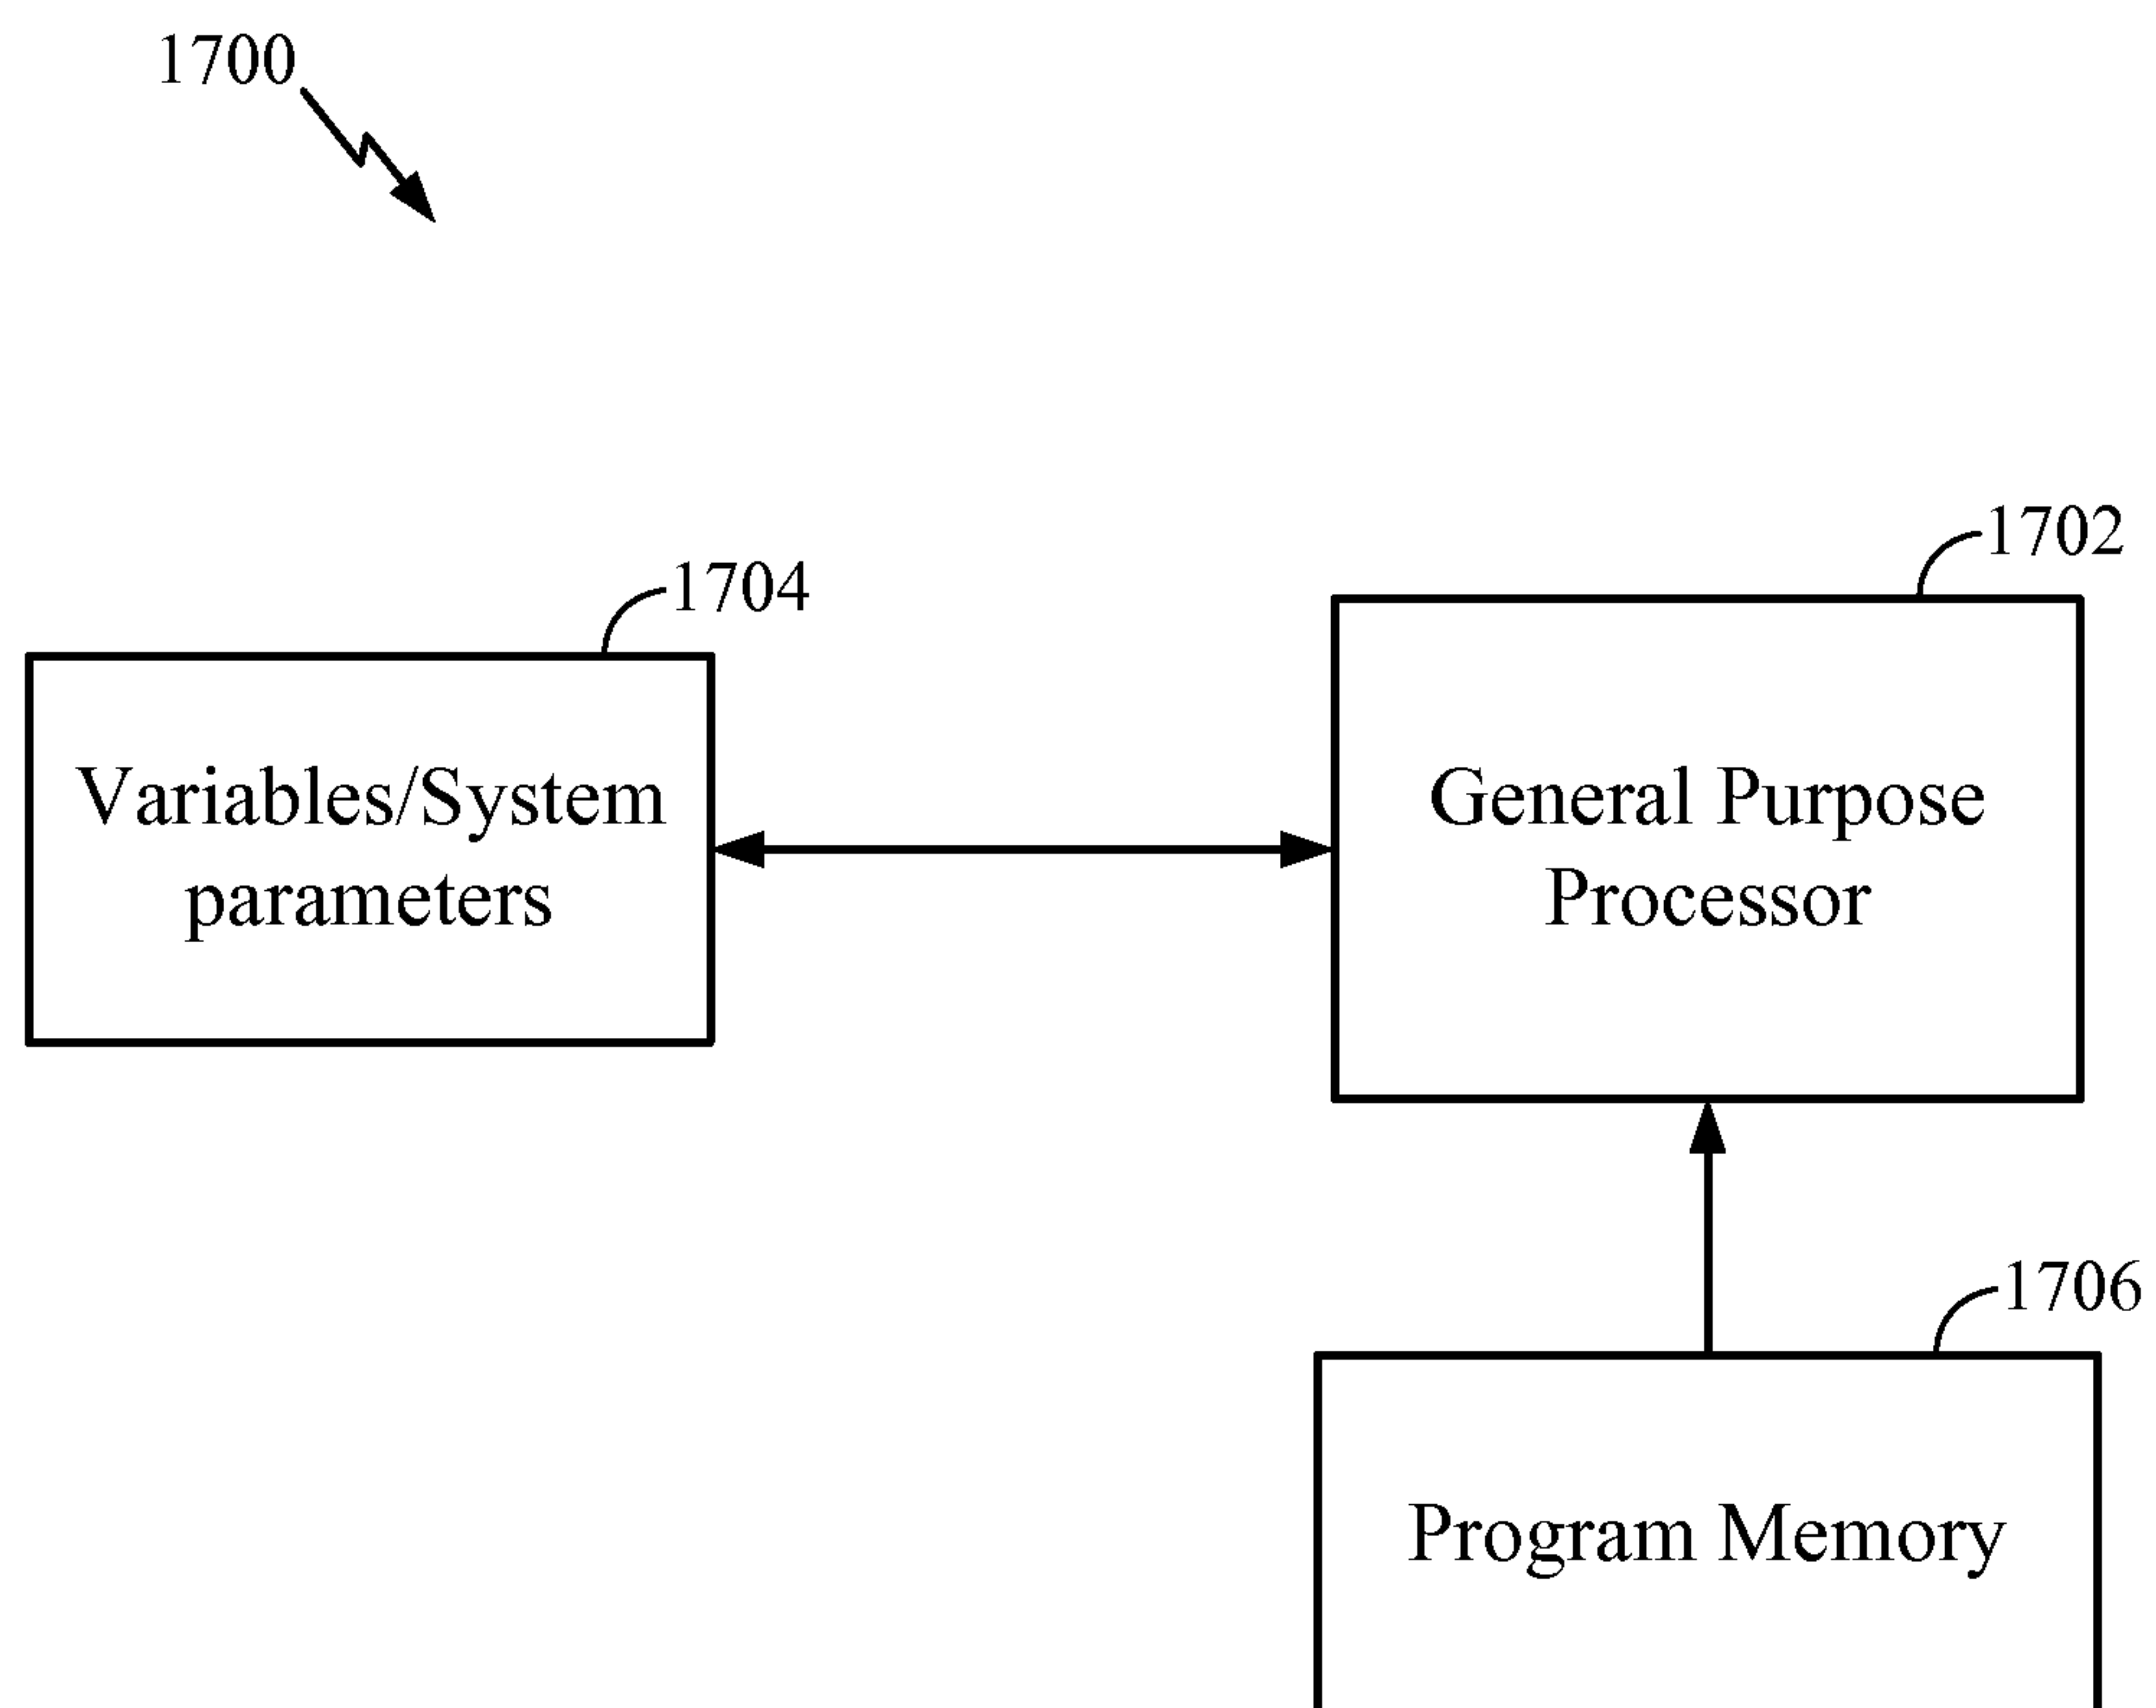 1700
1702
1704
Variables/System
parameters
General Purpose
Processor
1706
Program Memory